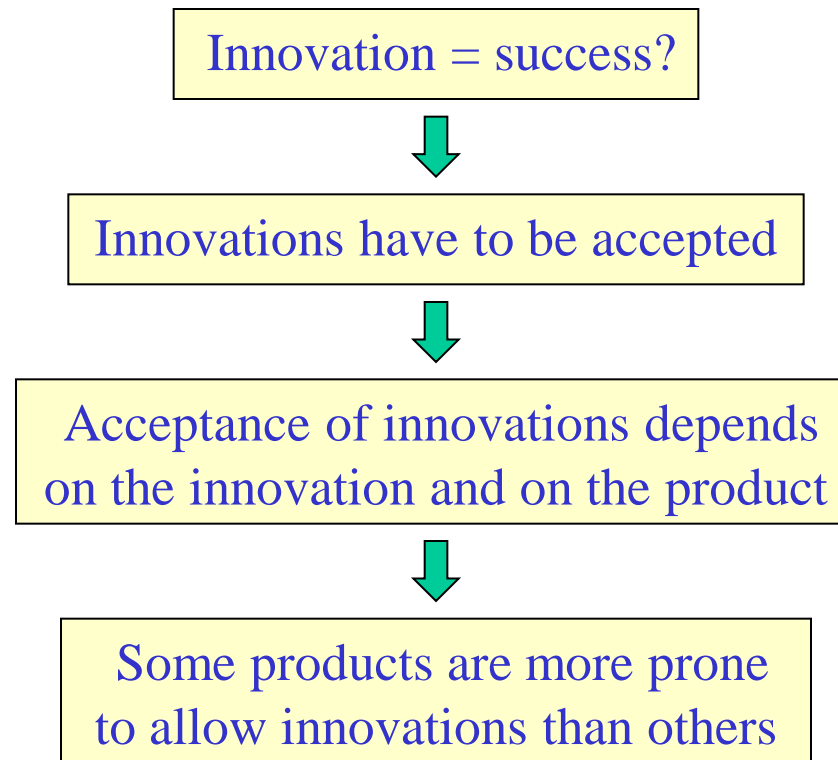 Innovation = success?
Innovations have to be accepted
Acceptance of innovations depends
on the innovation and on the product
Some products are more prone
to allow innovations than others